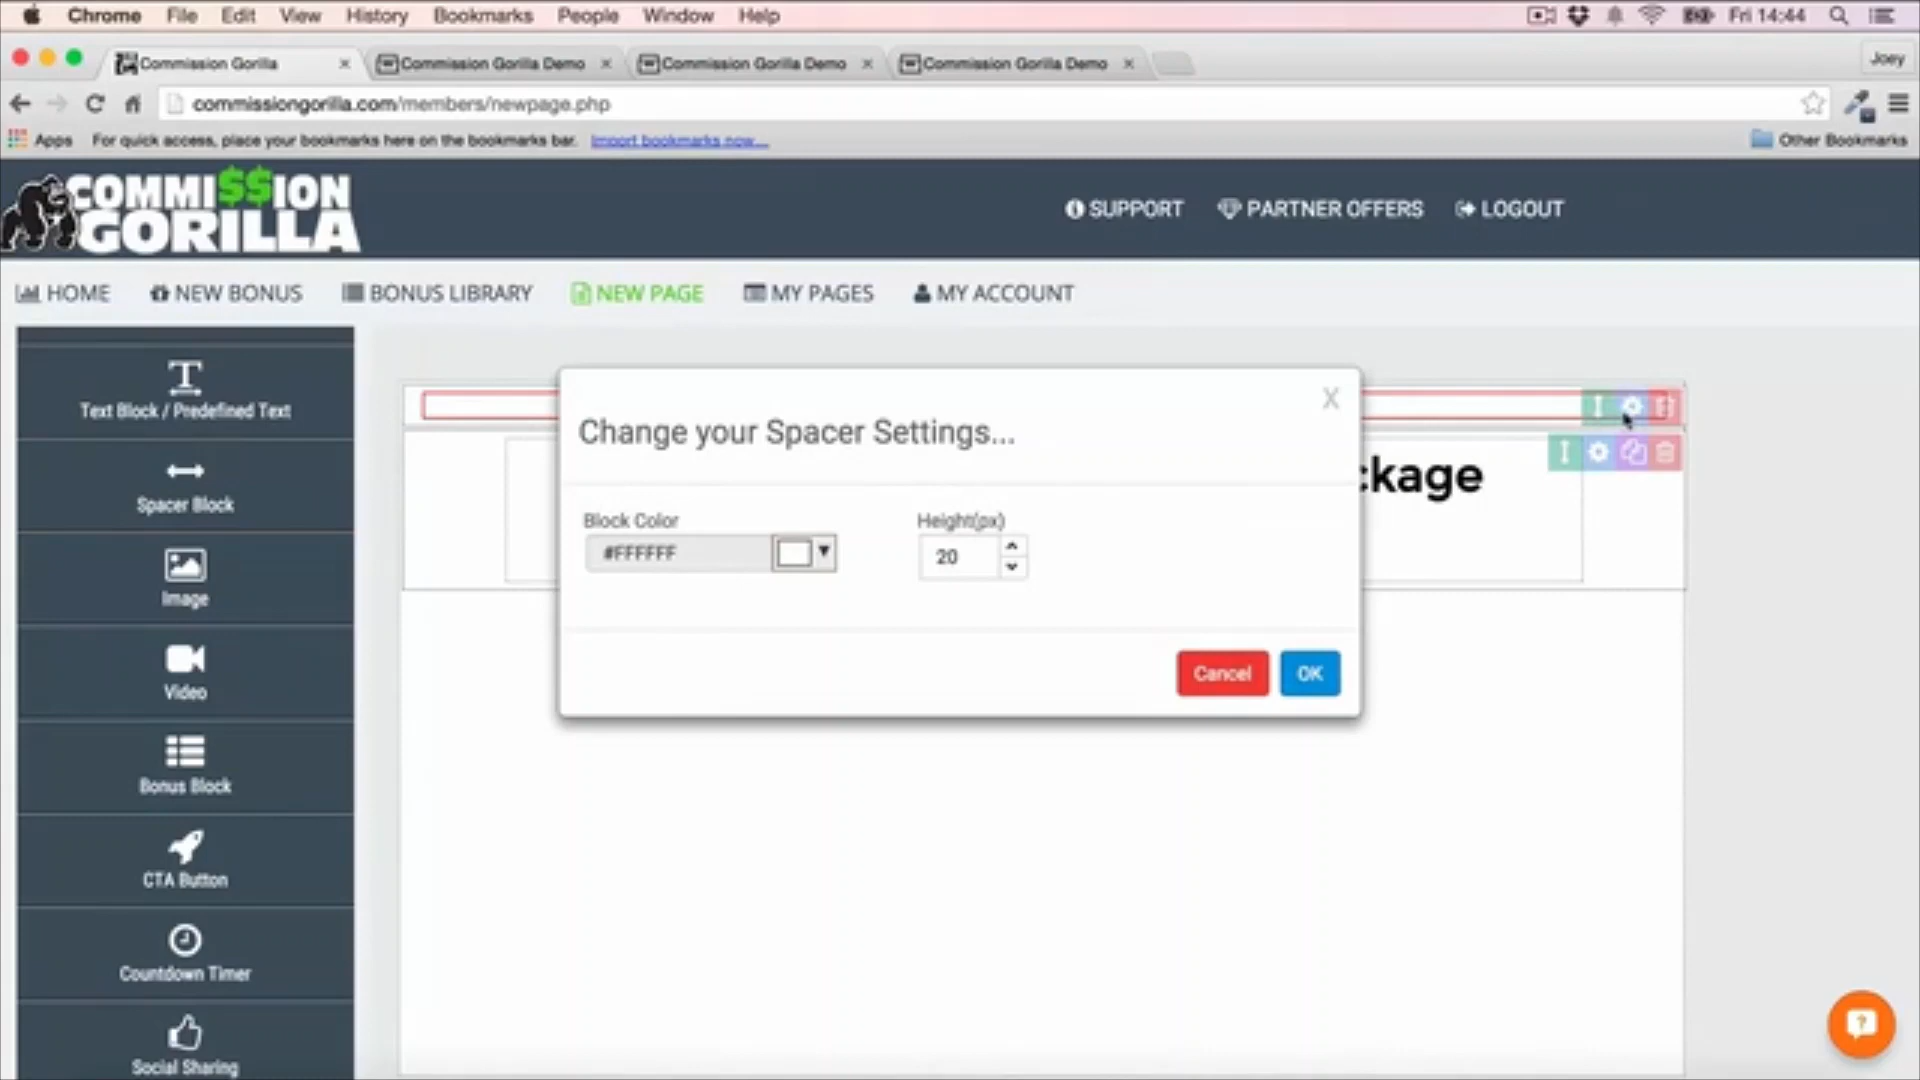 Chrome File Edit View History Bookmarks People Window Help Fri 14:44
Commission Gorilla Commission Gorilla Demo Commission Gorilla Demo Commission Gorilla Demo Joey
commissiongorilla.com/members/newpage.php
Apps For quick access, place your bookmarks here on the bookmarks bar. Import bookmarks now... Other Bookmarks
COMMI$$ION
GORILLA
SUPPORT PARTNER OFFERS LOGOUT
HOME NEW BONUS BONUS LIBRARY NEW PAGE MY PAGES MY ACCOUNT
Text Block / Predefined Text
Spacer Block
Image
Video
Bonus Block
CTA Button
Countdown Timer
Social Sharing
X
Change your Spacer Settings...
ckage
Block Color Height(px)
#FFFFFF 20
Cancel OK